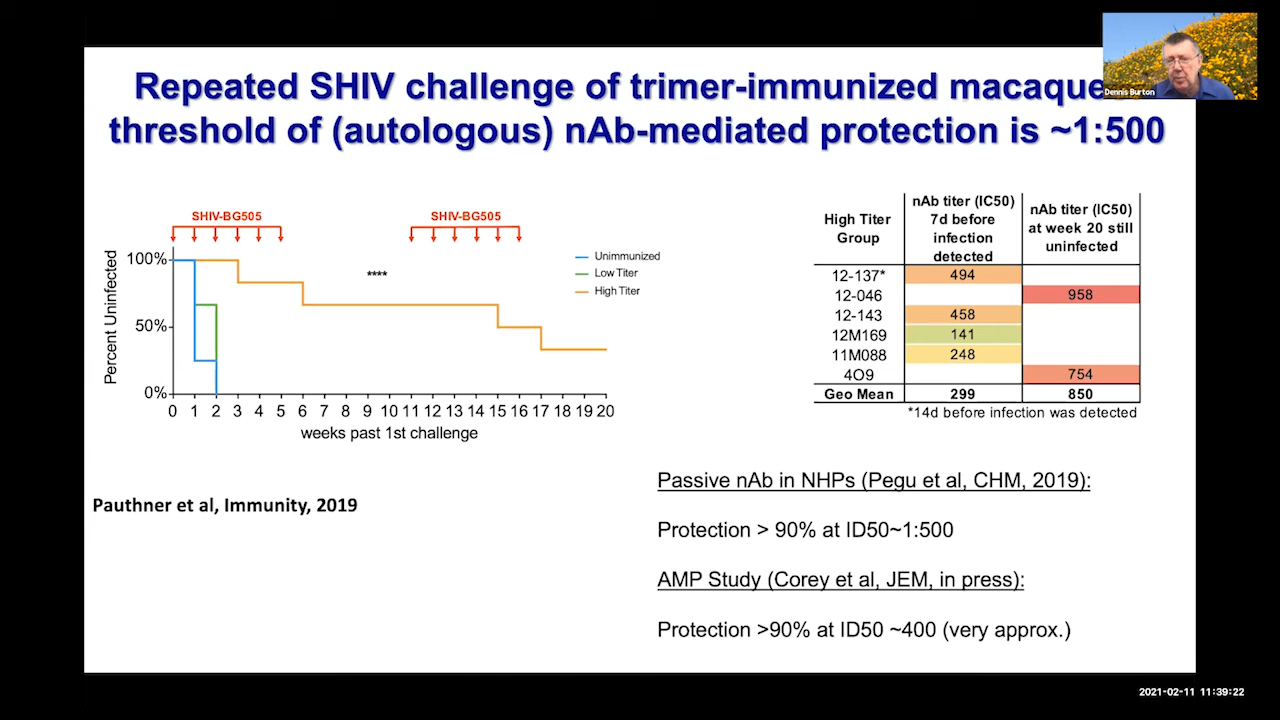 Repeated SHIV challenge of trimer-immunized macaque
threshold of (autologous) nAb-mediated protection is ~1:500
Dennis Burton
SHIV-BG505
SHIV-BG505
Percent Uninfected
100%
50%
0%
****
Unimmunized
Low Titer
High Titer
0 1 2 3 4 5 6 7 8 9 10 11 12 13 14 15 16 17 18 19 20
weeks past 1st challenge
High Titer Group
nAb titer (IC50) 7d before infection detected
nAb titer (IC50) at week 20 still uninfected
12-137* 494
12-046 958
12-143 458
12M169 141
11M088 248
4O9 754
Geo Mean 299 850
*14d before infection was detected
Pauthner et al, Immunity, 2019
Passive nAb in NHPs (Pegu et al, CHM, 2019):
Protection > 90% at ID50~1:500
AMP Study (Corey et al, JEM, in press):
Protection >90% at ID50 ~400 (very approx.)
2021-02-11 11:39:22